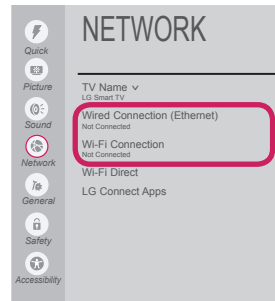 NETWORK
Quick
Picture
Sound
Network
General
Safety
Accessibility
TV Name
LG Smart TV
Wired Connection (Ethernet)
Not Connected
Wi-Fi Connection
Not Connected
Wi-Fi Direct
LG Connect Apps